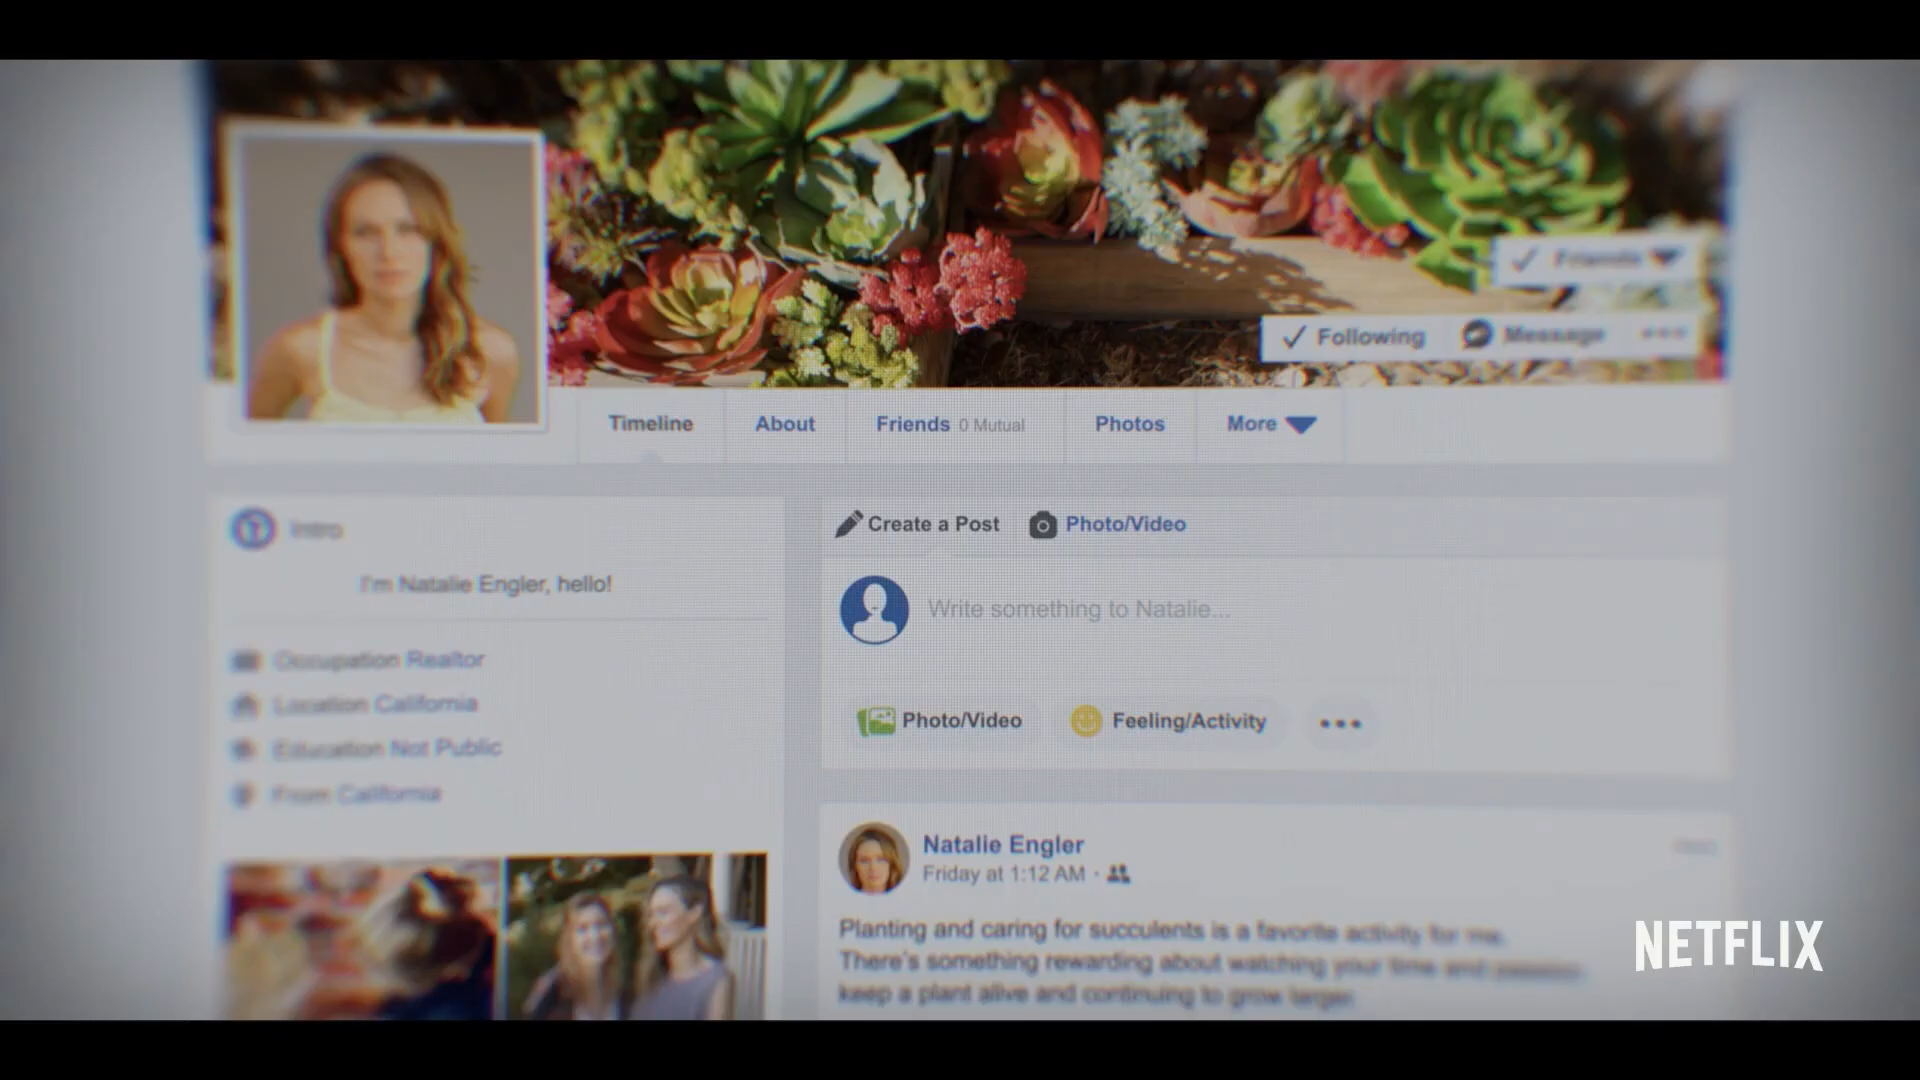 Friends
Following
Message
Timeline
About
Friends 0 Mutual
Photos
More
Intro
I'm Natalie Engler, hello!
Occupation Realtor
Location California
Education Not Public
From California
Create a Post
Photo/Video
Write something to Natalie...
Photo/Video
Feeling/Activity
Natalie Engler
Friday at 1:12 AM
Planting and caring for succulents is a favorite activity for me.
There's something rewarding about watching your time and passion
keep a plant alive and continuing to grow larger.
NETFLIX